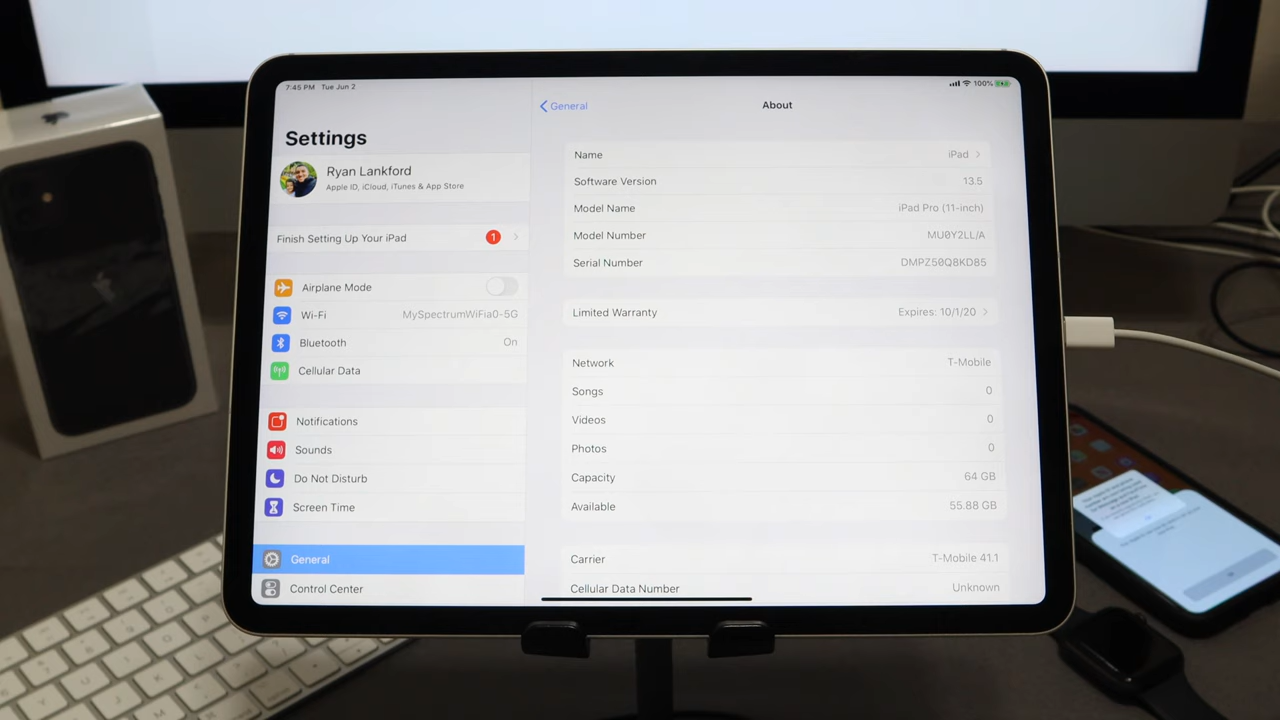 7:45 PM Tue Jun 2
100%
Settings
Ryan Lankford
Apple ID, iCloud, iTunes & App Store
Finish Setting Up Your iPad 1
Airplane Mode
Wi-Fi MySpectrumWiFia0-5G
Bluetooth On
Cellular Data
Notifications
Sounds
Do Not Disturb
Screen Time
General
Control Center
General
About
Name iPad
Software Version 13.5
Model Name iPad Pro (11-inch)
Model Number MU0Y2LL/A
Serial Number DMPZ50Q8KD85
Limited Warranty Expires: 10/1/20
Network T-Mobile
Songs 0
Videos 0
Photos 0
Capacity 64 GB
Available 55.88 GB
Carrier T-Mobile 41.1
Cellular Data Number Unknown